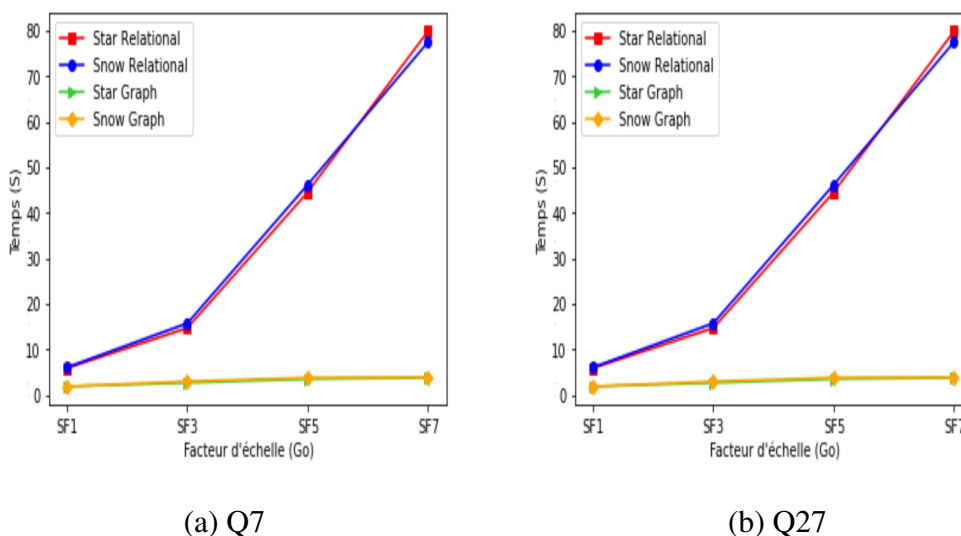 80
70
60
50
40
30
20
10
0
Temps (S)
Star Relational
Snow Relational
Star Graph
Snow Graph
SF1 SF3 SF5 SF7
Facteur d'échelle (Go)
(a) Q7
80
70
60
50
40
30
20
10
0
Temps (S)
Star Relational
Snow Relational
Star Graph
Snow Graph
SF1 SF3 SF5 SF7
Facteur d'échelle (Go)
(b) Q27